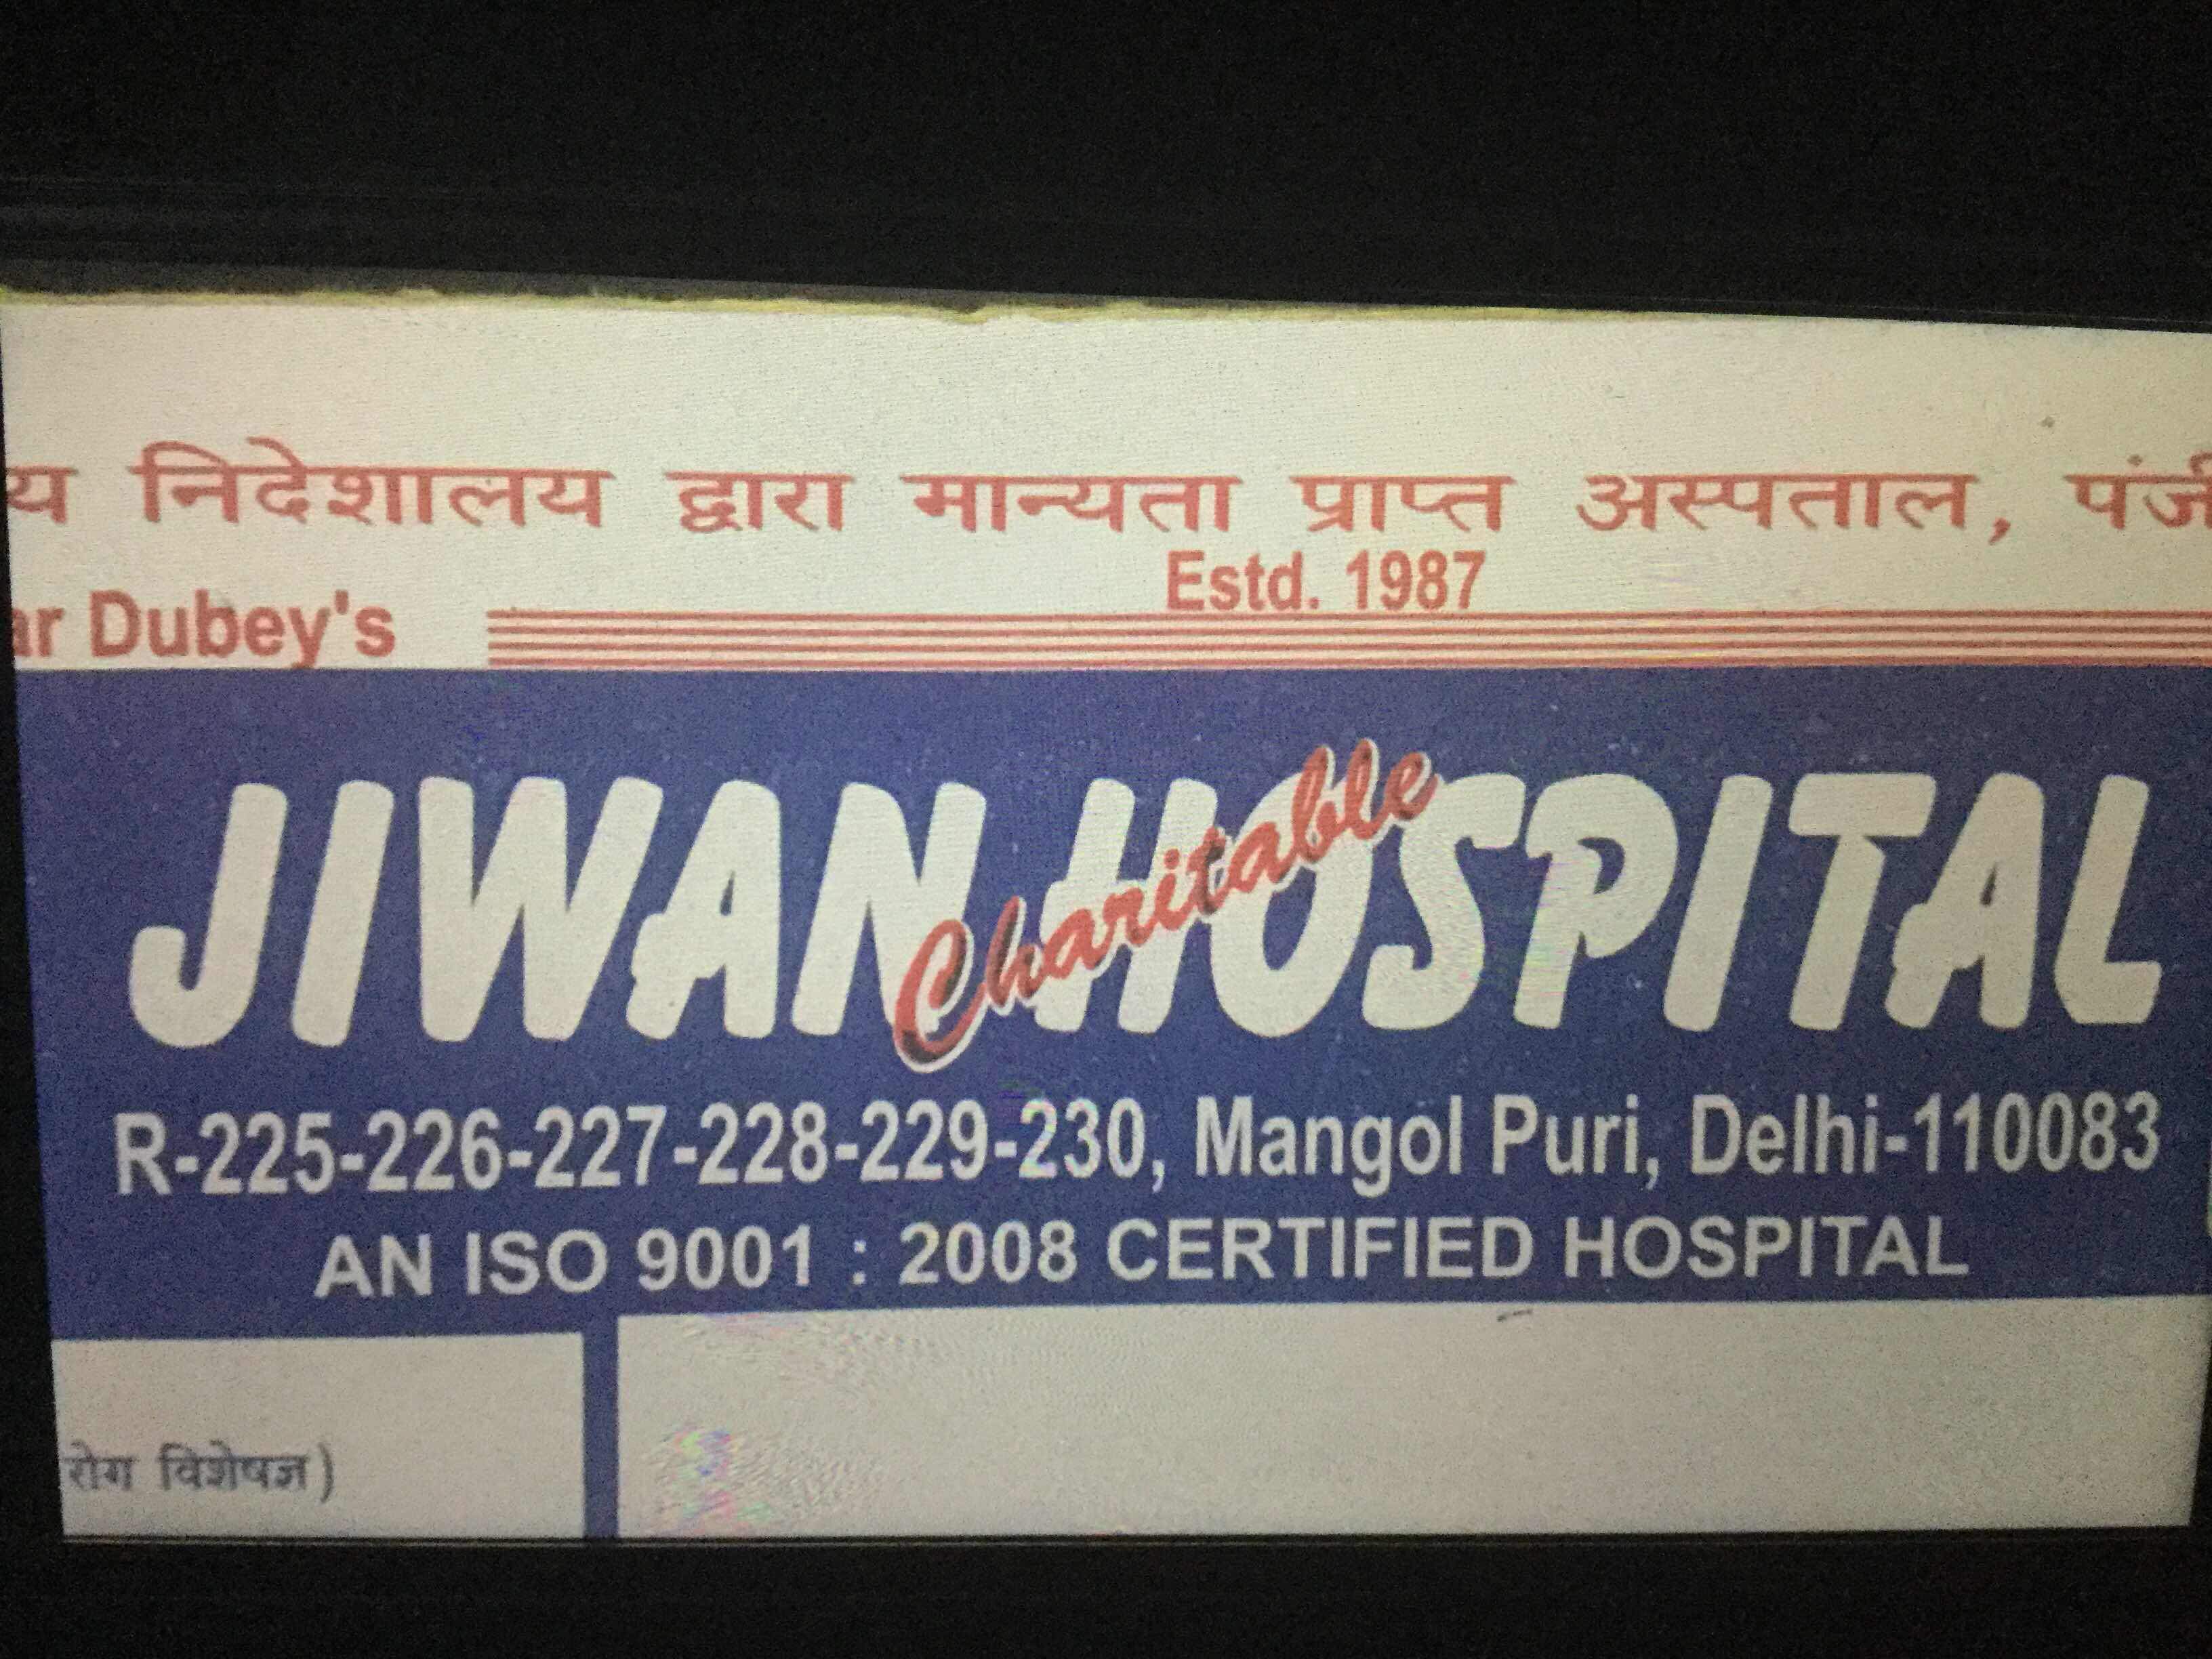 य निदेशालय द्वारा मान्यता प्राप्त अस्पताल, पंजी
Estd. 1987
ar Dubey's
JIWAN Charitable HOSPITAL
R-225-226-227-228-229-230, Mangol Puri, Delhi-110083
AN ISO 9001 : 2008 CERTIFIED HOSPITAL
रोग विशेषज्ञ)